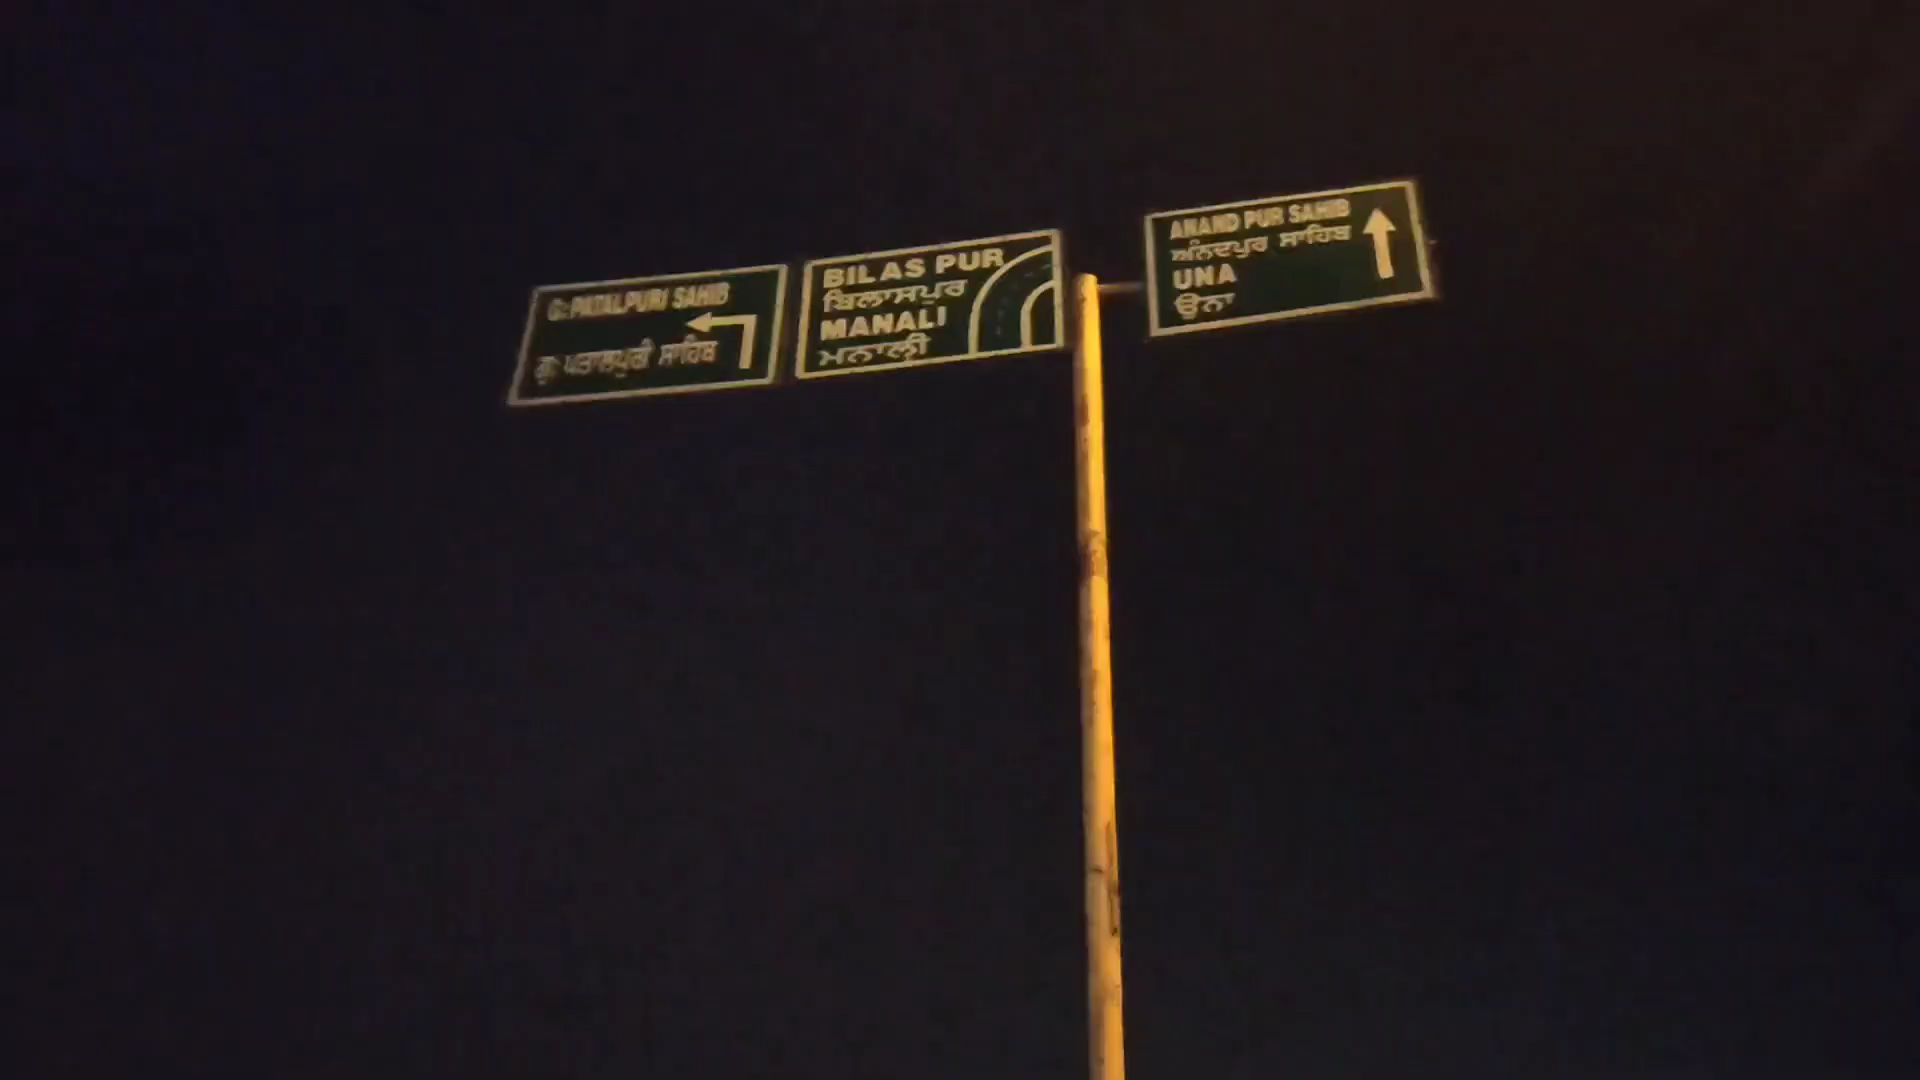 G: PATALPURI SAHIB
ਗੁ: ਪਤਾਲਪੁਰੀ ਸਾਹਿਬ
BILAS PUR
ਬਿਲਾਸਪੁਰ
MANALI
ਮਨਾਲੀ
ANAND PUR SAHIB
ਅਨੰਦਪੁਰ ਸਾਹਿਬ
UNA
ਊਨਾ